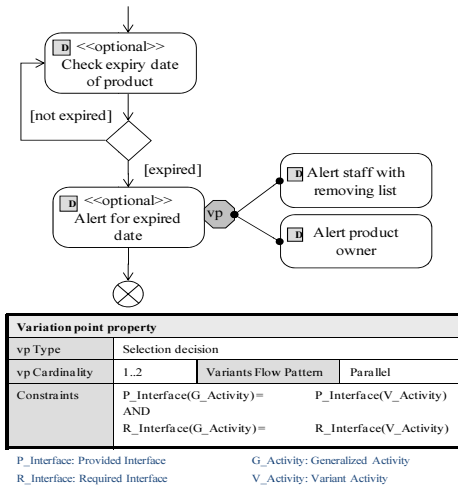 D <<optional>>
Check expiry date
of product
[not expired]
[expired]
D <<optional>>
Alert for expired
date
vp
D Alert staff with
removing list
D Alert product
owner
Variation point property
vp Type Selection decision
vp Cardinality 1..2 Variants Flow Pattern Parallel
Constraints P_Interface(G_Activity)= P_Interface(V_Activity)
AND
R_Interface(G_Activity)= R_Interface(V_Activity)
P_Interface: Provided Interface G_Activity: Generalized Activity
R_Interface: Required Interface V_Activity: Variant Activity